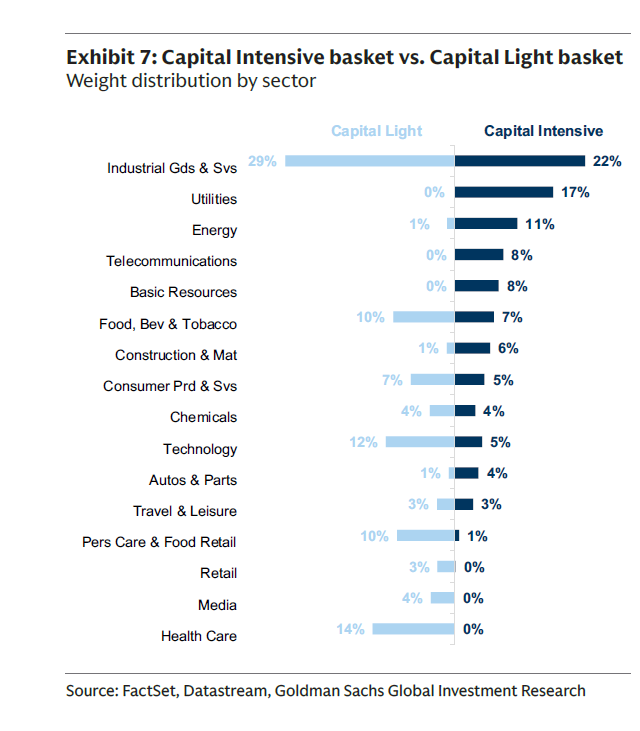 Exhibit 7: Capital Intensive basket vs. Capital Light basket
Weight distribution by sector
Capital Light Capital Intensive
Industrial Gds & Svs 29% 22%
Utilities 0% 17%
Energy 1% 11%
Telecommunications 0% 8%
Basic Resources 0% 8%
Food, Bev & Tobacco 10% 7%
Construction & Mat 1% 6%
Consumer Prd & Svs 7% 5%
Chemicals 4% 4%
Technology 12% 5%
Autos & Parts 1% 4%
Travel & Leisure 3% 3%
Pers Care & Food Retail 10% 1%
Retail 3% 0%
Media 4% 0%
Health Care 14% 0%
Source: FactSet, Datastream, Goldman Sachs Global Investment Research